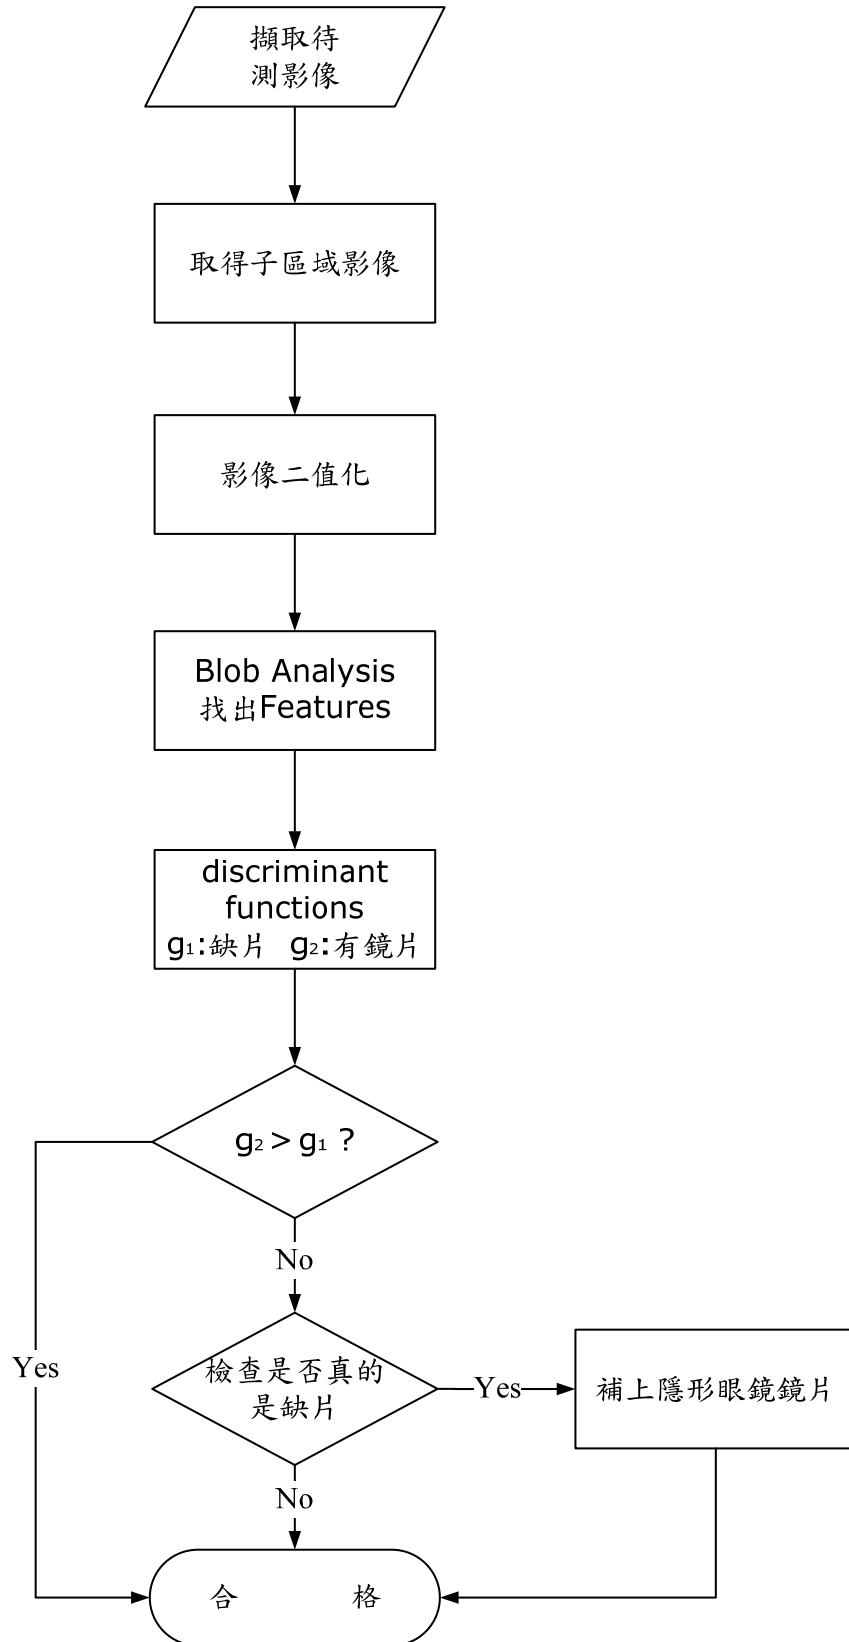 擷取待
測影像
取得子區域影像
影像二值化
Blob Analysis
找出Features
discriminant
functions
g₁:缺片 g₂:有鏡片
g₂ > g₁ ?
No
Yes
檢查是否真的
是缺片
Yes
補上隱形眼鏡鏡片
No
合 格